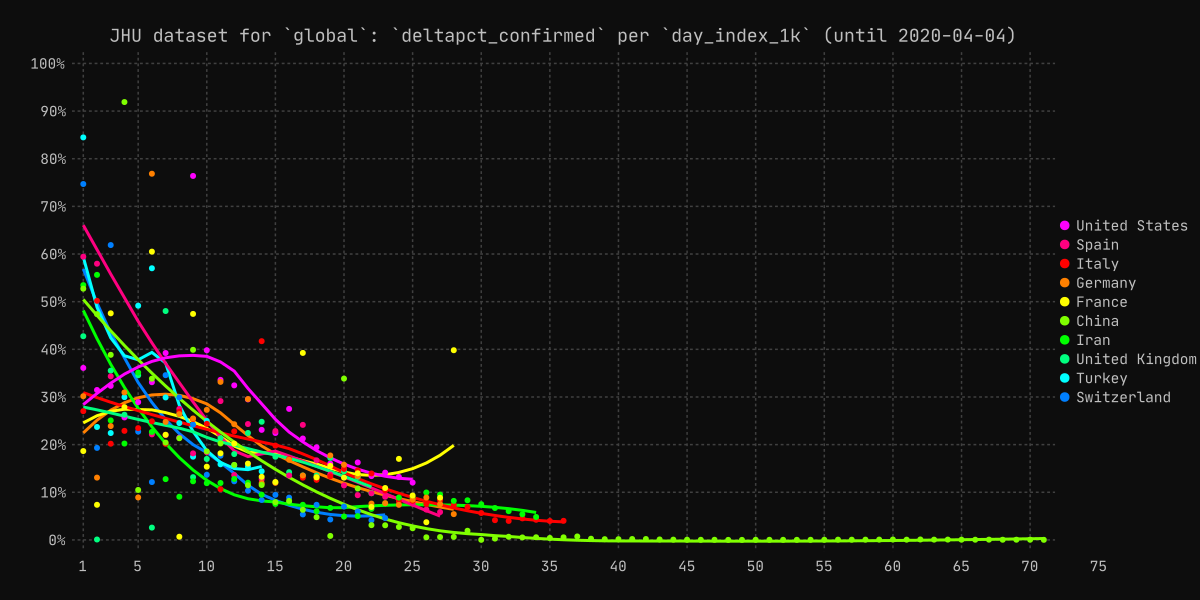 JHU dataset for `global`: `deltapct_confirmed` per `day_index_1k` (until 2020-04-04)
100%
90%
80%
70%
60%
50%
40%
30%
20%
10%
0%
1 5 10 15 20 25 30 35 40 45 50 55 60 65 70 75
United States
Spain
Italy
Germany
France
China
Iran
United Kingdom
Turkey
Switzerland